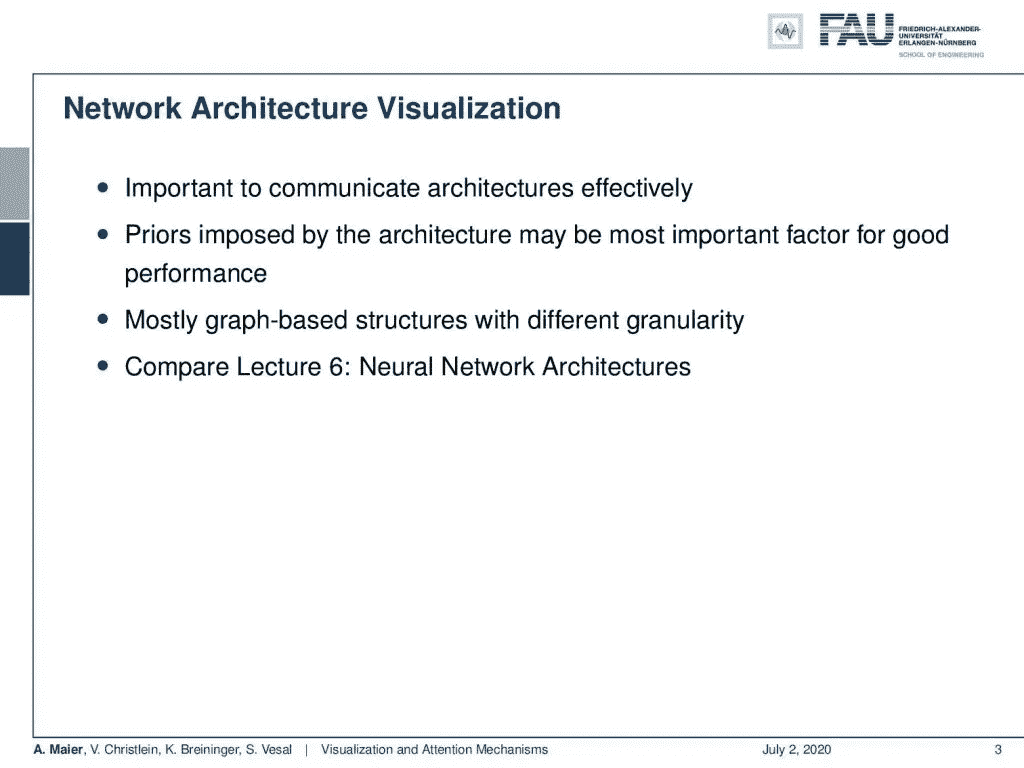 FAU
FRIEDRICH-ALEXANDER-
UNIVERSITÄT
ERLANGEN-NÜRNBERG
SCHOOL OF ENGINEERING
Network Architecture Visualization
• Important to communicate architectures effectively
• Priors imposed by the architecture may be most important factor for good
performance
• Mostly graph-based structures with different granularity
• Compare Lecture 6: Neural Network Architectures
A. Maier, V. Christlein, K. Breininger, S. Vesal | Visualization and Attention Mechanisms July 2, 2020 3